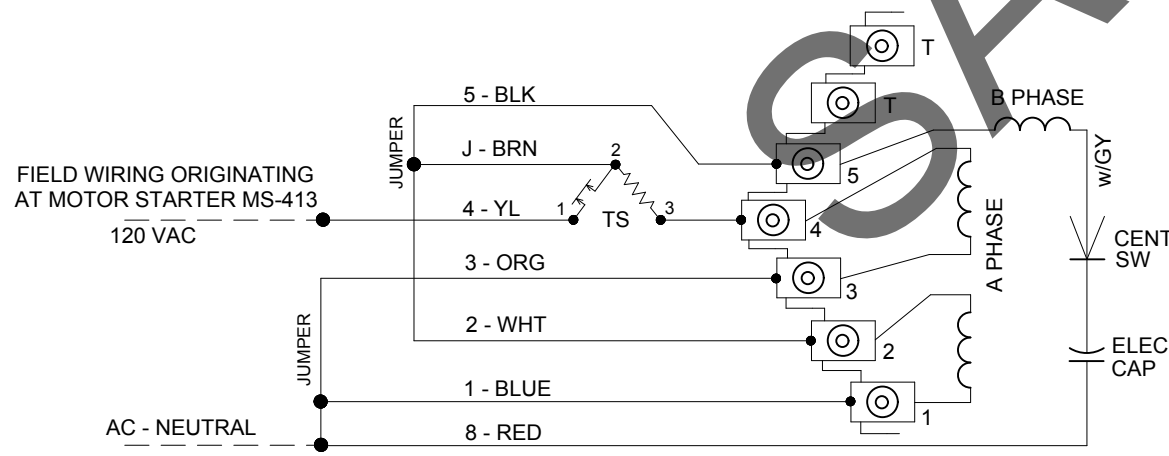 T
T
5 - BLK
B PHASE
JUMPER
J - BRN
2
5
w/GY
FIELD WIRING ORIGINATING
AT MOTOR STARTER MS-413
4 - YL
1
TS
3
4
120 VAC
CENT
SW
3 - ORG
3
A PHASE
JUMPER
2 - WHT
2
ELEC
CAP
1 - BLUE
1
AC - NEUTRAL
8 - RED
SA